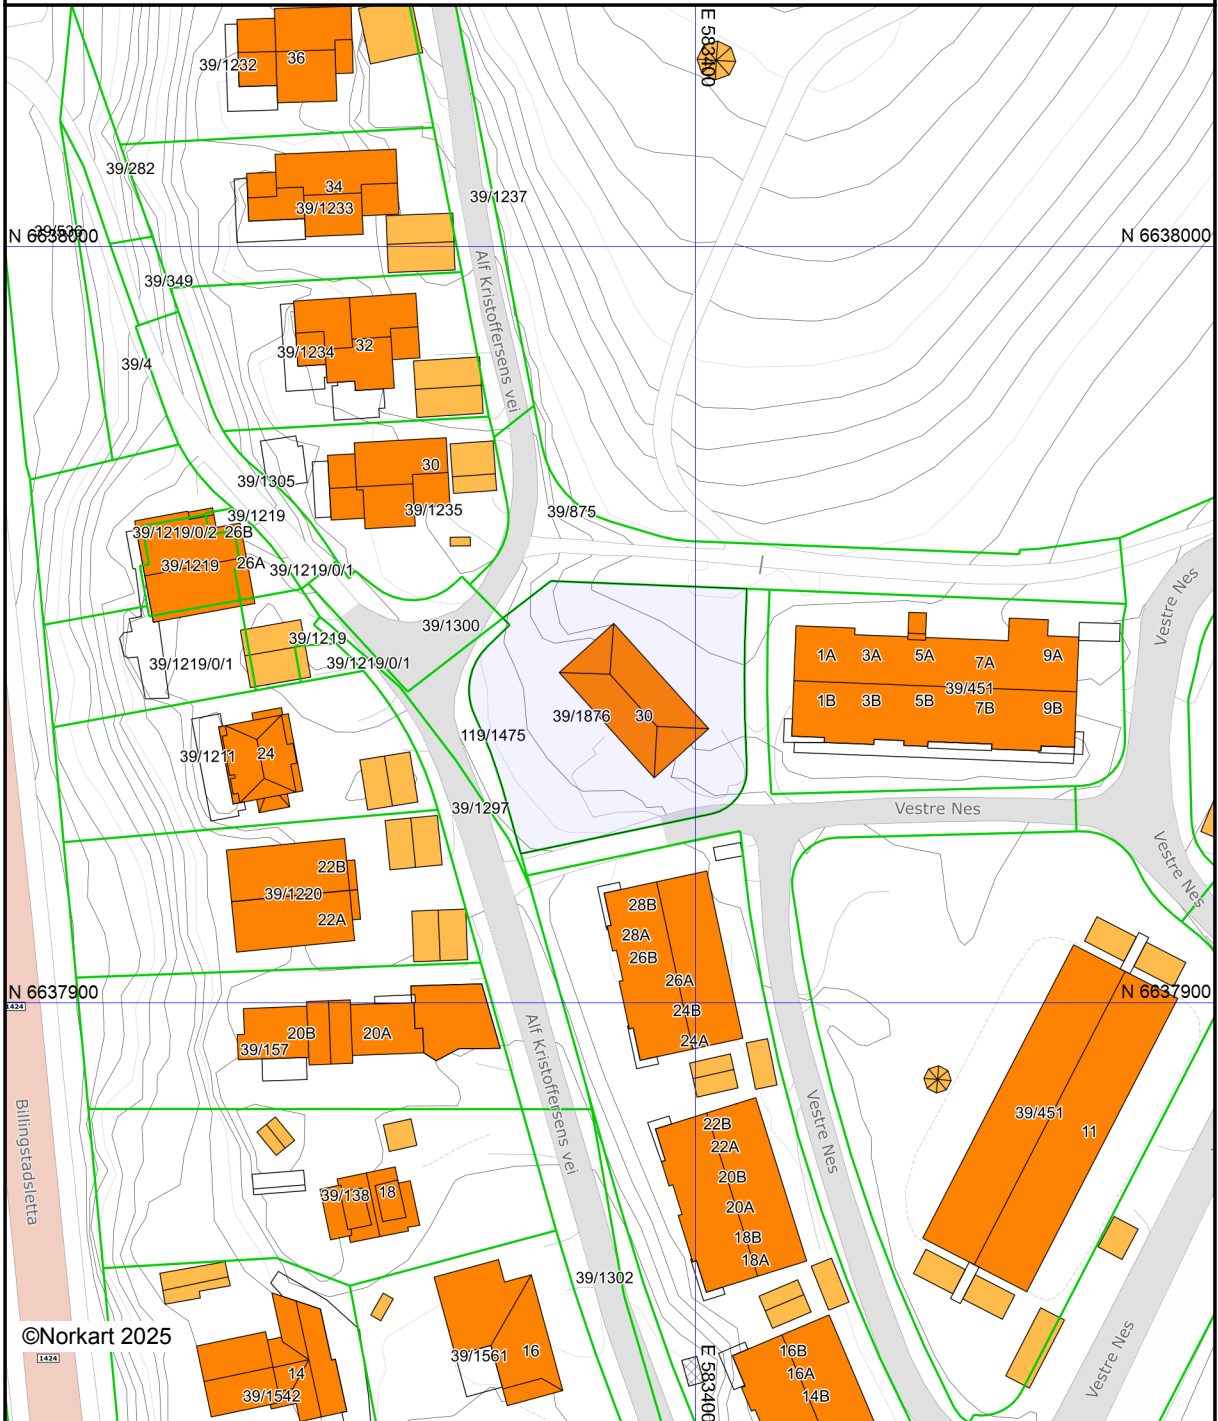 E 583400
36
39/1232
39/282
34
39/1233
39/1237
39/536
N 6638000
N 6638000
Alf Kristoffersens vei
39/349
32
39/1234
39/4
30
39/1305
39/1235
39/875
39/1219
39/1219/0/2
26B
39/1219
26A
39/1219/0/1
Vestre Nes
39/1300
39/1219
39/1219/0/1
39/1219/0/1
1A
3A
5A
7A
9A
39/451
1B
3B
5B
7B
9B
39/1876
30
119/1475
39/1211
24
39/1297
Vestre Nes
22B
39/1220
22A
Vestre Nes
28B
28A
26B
26A
24B
24A
N 6637900
N 6637900
1424
20B
20A
39/157
Alf Kristoffersens vei
Vestre Nes
39/451
11
Billingstadsletta
22B
22A
20B
20A
18B
18A
39/138
18
39/1302
©Norkart 2025
1424
39/1561
16
14
39/1542
E 583400
16B
16A
14B
Vestre Nes